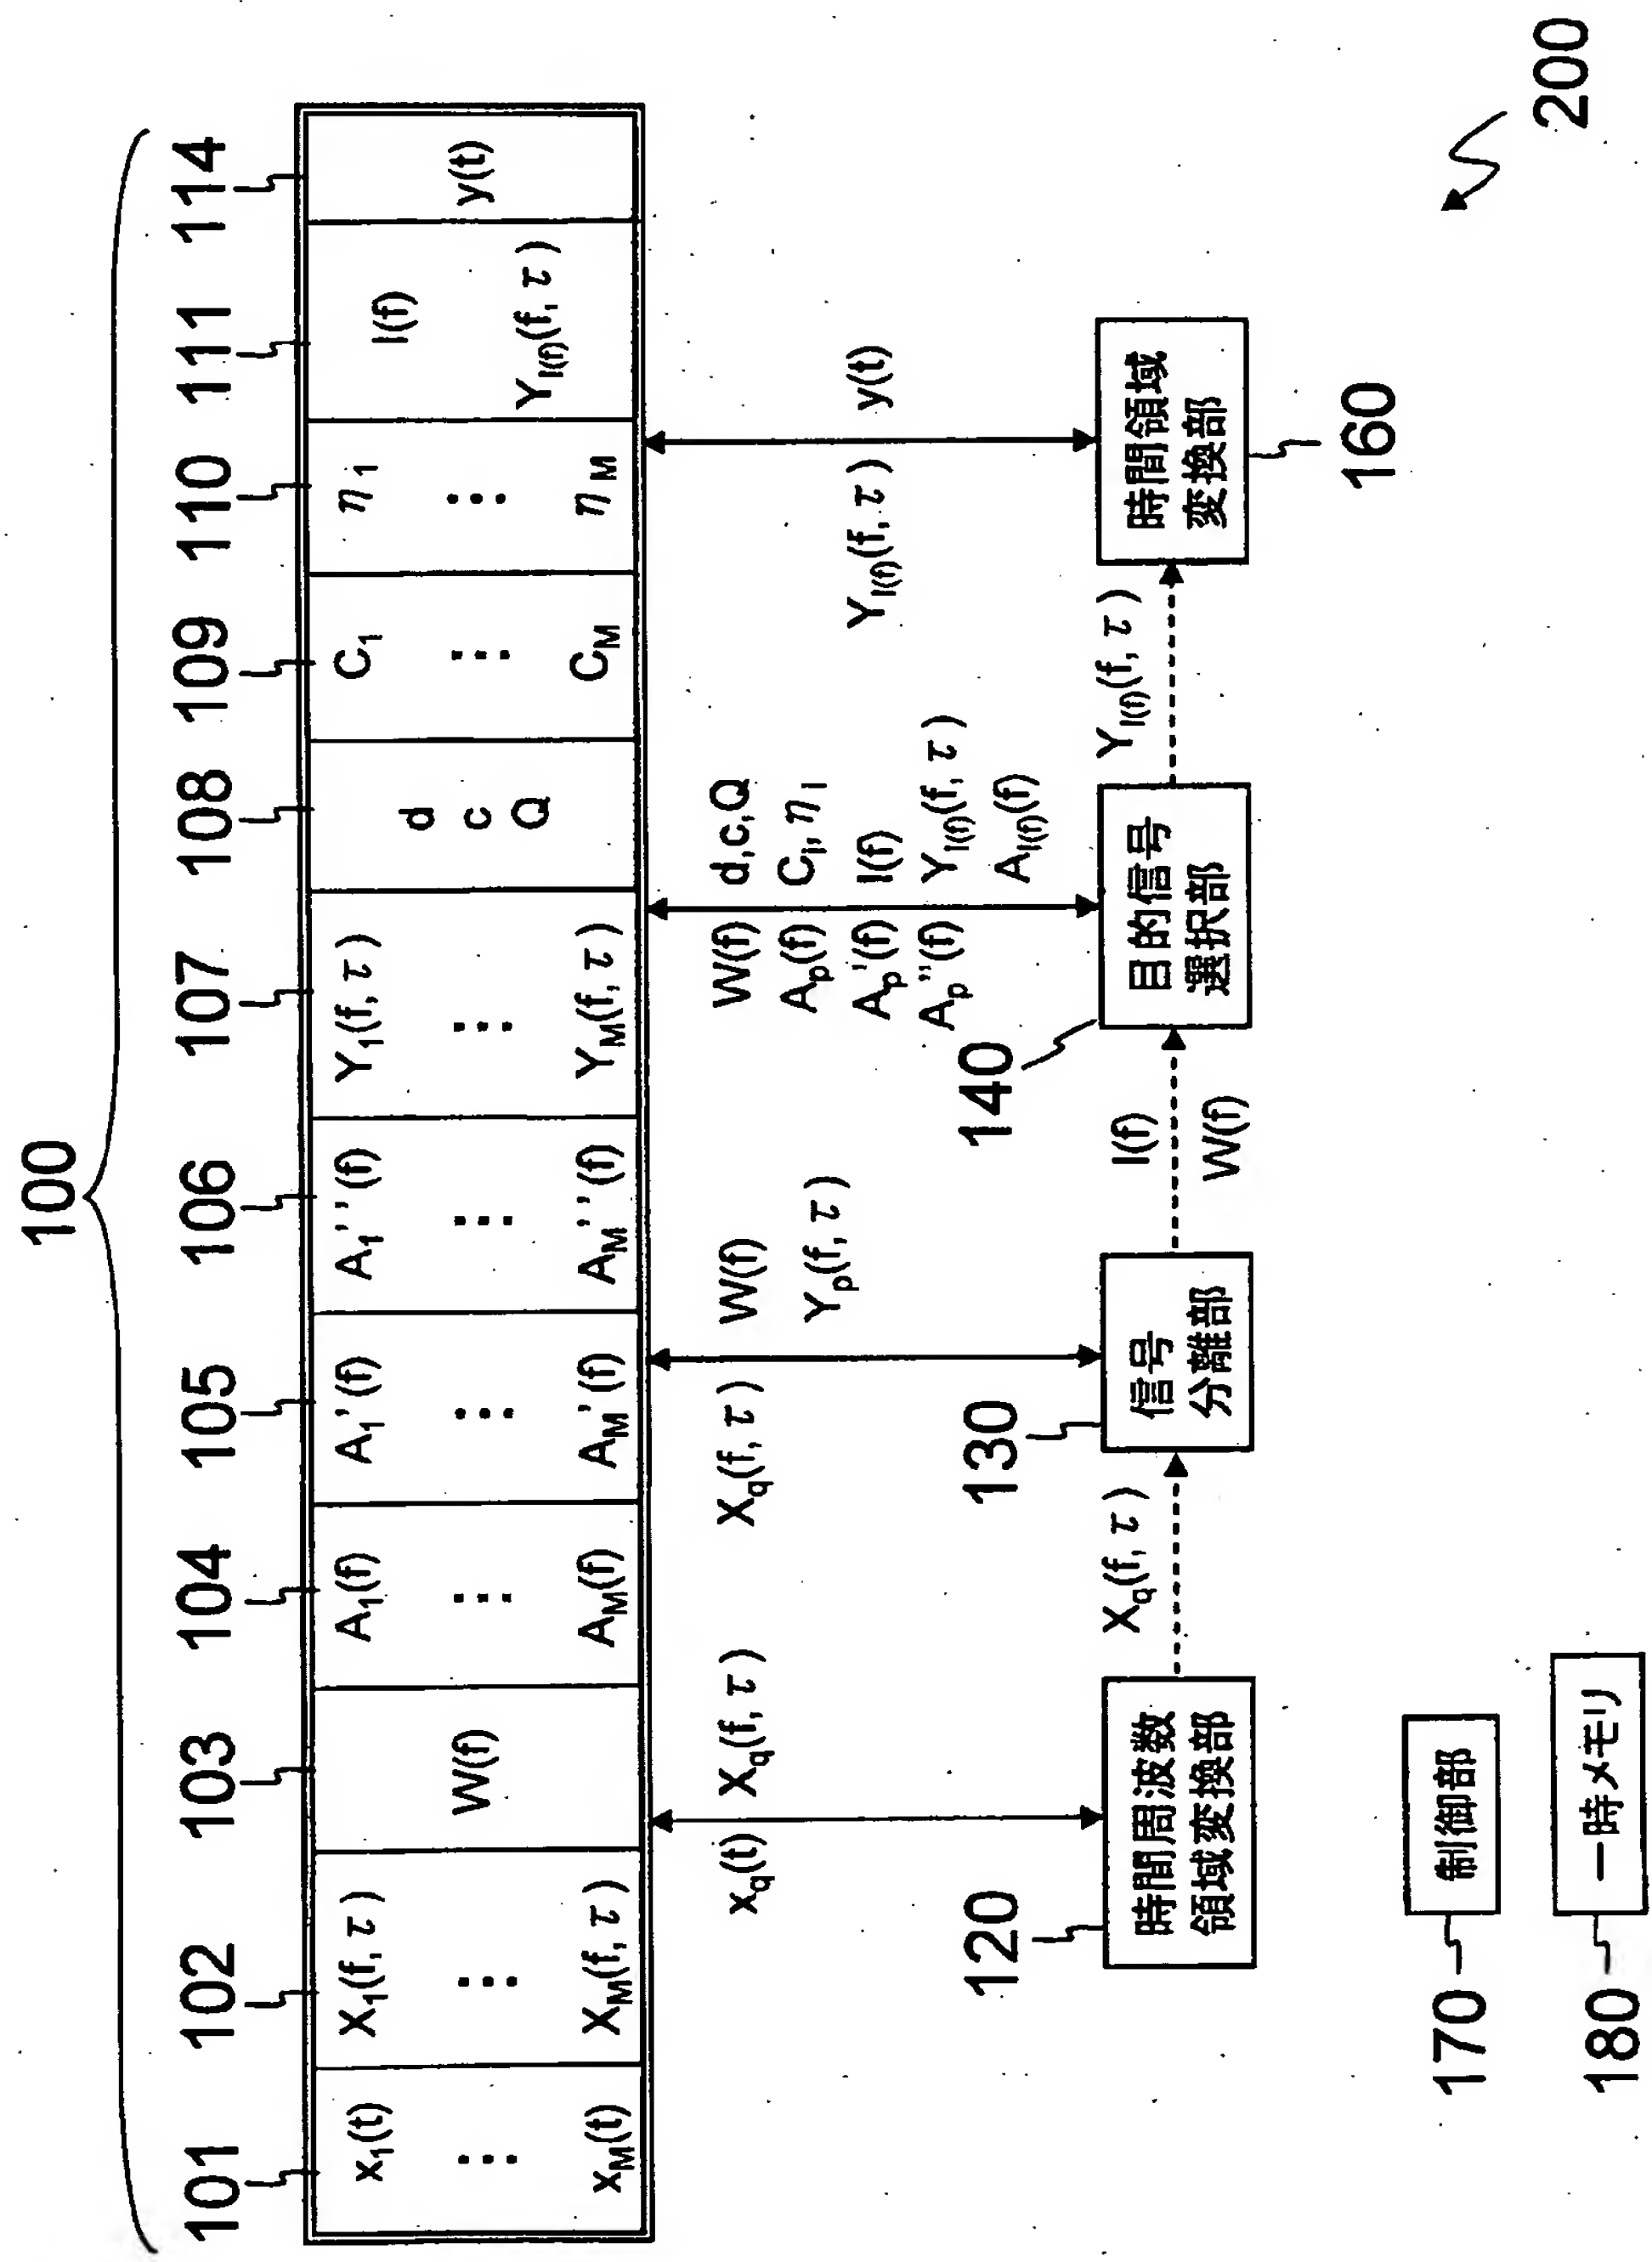 100
101 102 103 104 105 106 107 108 109 110 111 114
x1(t) X1(f, τ) W(f) A1(f) A1'(f) A1''(f) Y1(f, τ) d C1 η1 I(f) y(t)
⋮ ⋮ ⋮ ⋮ ⋮ ⋮ c ⋮ ⋮
xM(t) XM(f, τ) AM(f) AM'(f) AM''(f) YM(f, τ) Q CM ηM YI(f)(f, τ)
xq(t) Xq(f, τ)
Xq(f, τ) W(f)
Yp(f, τ)
W(f) d,c,Q
Ap(f) CI, ηI
Ap'(f) I(f)
Ap''(f) YI(f)(f, τ)
AI(f)(f)
YI(f)(f, τ) y(t)
120
時間周波数
領域変換部
Xq(f, τ)
130
信号
分離部
I(f)
W(f)
140
目的信号
選択部
YI(f)(f, τ)
時間領域
変換部
160
170 制御部
180 一時メモリ
200